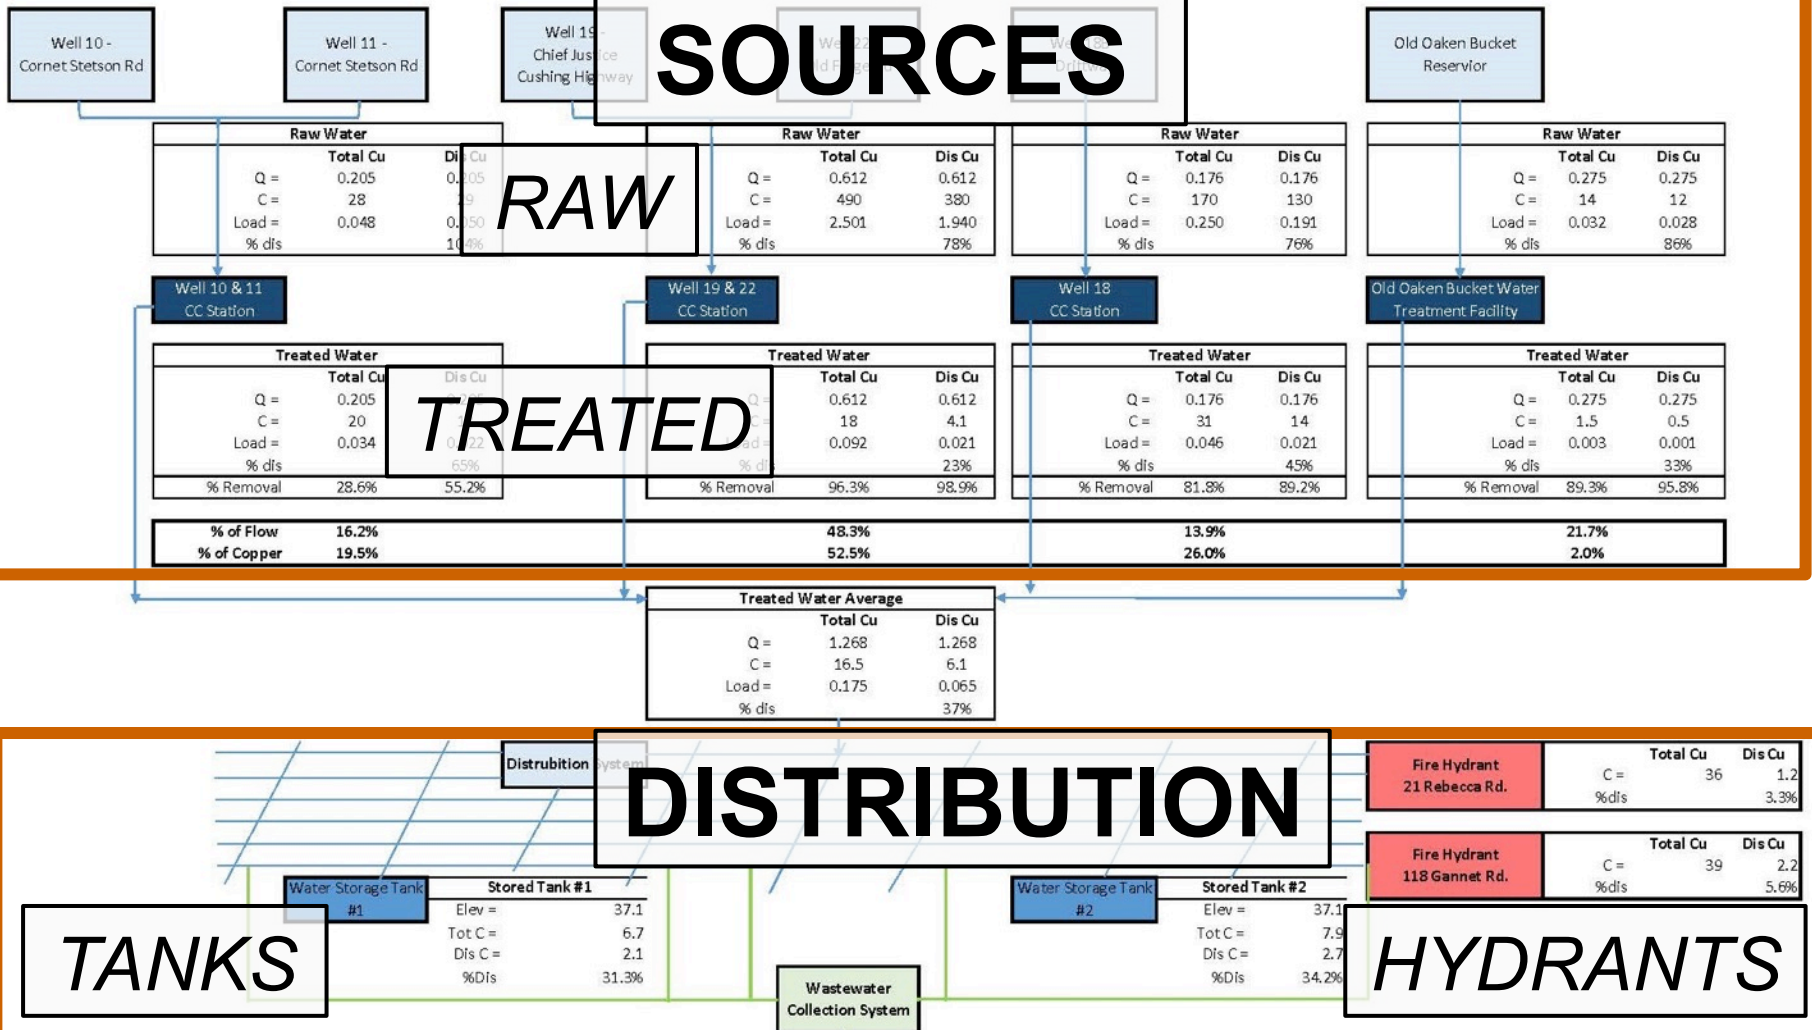 Well 10 -
Cornet Stetson Rd
Well 11 -
Cornet Stetson Rd
Well 19 -
Chief Justice
Cushing Highway
SOURCES
Old Oaken Bucket
Reservior
Raw Water
Total Cu Dis Cu
Q = 0.205 0.205
C = 28 29
Load = 0.048 0.050
% dis 104%
RAW
Raw Water
Total Cu Dis Cu
Q = 0.612 0.612
C = 490 380
Load = 2.501 1.940
% dis 78%
Raw Water
Total Cu Dis Cu
Q = 0.176 0.176
C = 170 130
Load = 0.250 0.191
% dis 76%
Raw Water
Total Cu Dis Cu
Q = 0.275 0.275
C = 14 12
Load = 0.032 0.028
% dis 86%
Well 10 & 11
CC Station
Well 19 & 22
CC Station
Well 18
CC Station
Old Oaken Bucket Water
Treatment Facility
Treated Water
Total Cu Dis Cu
Q = 0.205
C = 20
Load = 0.034
% dis 65%
% Removal 28.6% 55.2%
TREATED
Treated Water
Total Cu Dis Cu
Q = 0.612 0.612
C = 18 4.1
Load = 0.092 0.021
% dis 23%
% Removal 96.3% 98.9%
Treated Water
Total Cu Dis Cu
Q = 0.176 0.176
C = 31 14
Load = 0.046 0.021
% dis 45%
% Removal 81.8% 89.2%
Treated Water
Total Cu Dis Cu
Q = 0.275 0.275
C = 1.5 0.5
Load = 0.003 0.001
% dis 33%
% Removal 89.3% 95.8%
% of Flow 16.2% 48.3% 13.9% 21.7%
% of Copper 19.5% 52.5% 26.0% 2.0%
Treated Water Average
Total Cu Dis Cu
Q = 1.268 1.268
C = 16.5 6.1
Load = 0.175 0.065
% dis 37%
Distrubition System
DISTRIBUTION
Fire Hydrant
21 Rebecca Rd.
Total Cu Dis Cu
C = 36 1.2
%dis 3.3%
Fire Hydrant
118 Gannet Rd.
Total Cu Dis Cu
C = 39 2.2
%dis 5.6%
Water Storage Tank
#1
Stored Tank #1
Elev = 37.1
Tot C = 6.7
Dis C = 2.1
%Dis 31.3%
TANKS
Water Storage Tank
#2
Stored Tank #2
Elev = 37.1
Tot C = 7.9
Dis C = 2.7
%Dis 34.2%
HYDRANTS
Wastewater
Collection System